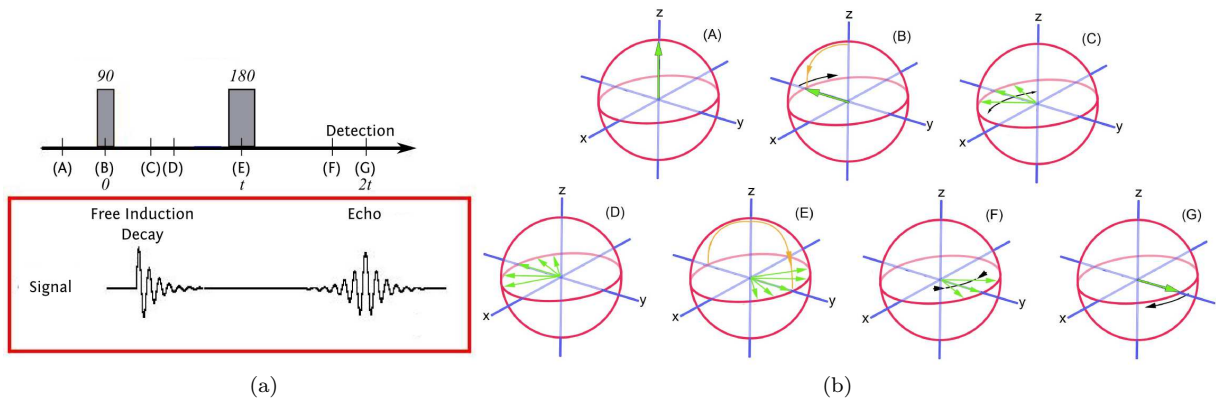 90
180
Detection
(A) (B) (C) (D) (E) (F) (G)
0 t 2t
Free Induction
Decay
Echo
Signal
(a)
z
(A)
x
y
z
(B)
x
y
z
(C)
x
y
z
(D)
x
y
z
(E)
x
y
z
(F)
x
y
z
(G)
x
y
(b)